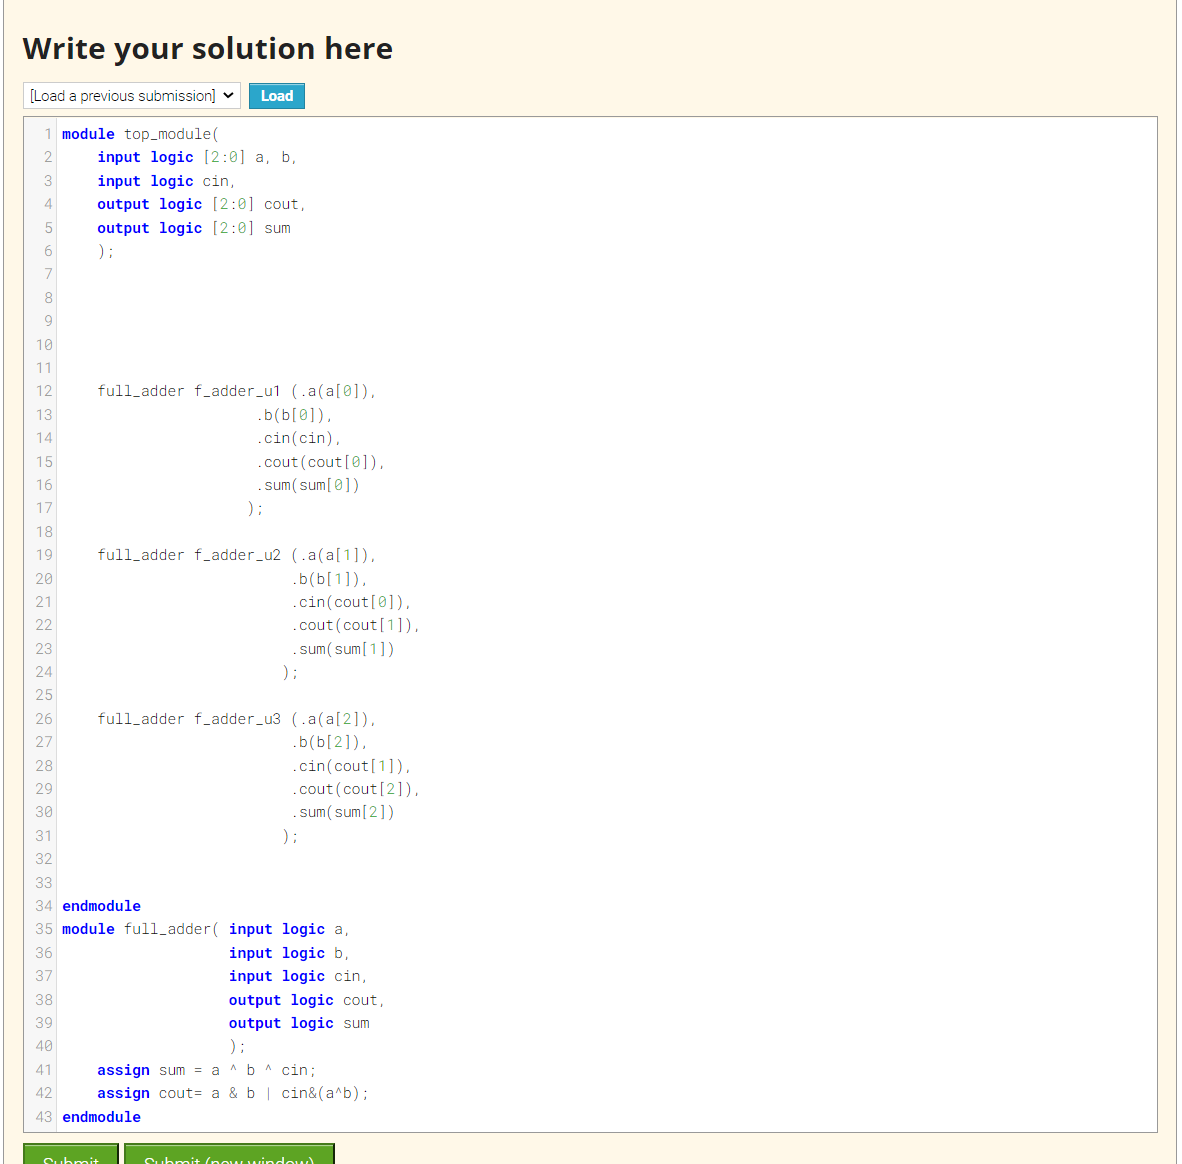 Write your solution here
[Load a previous submission] Load
1 module top_module(
2 input logic [2:0] a, b,
3 input logic cin,
4 output logic [2:0] cout,
5 output logic [2:0] sum
6 );
7
8
9
10
11
12 full_adder f_adder_u1 (.a(a[0]),
13 .b(b[0]),
14 .cin(cin),
15 .cout(cout[0]),
16 .sum(sum[0])
17 );
18
19 full_adder f_adder_u2 (.a(a[1]),
20 .b(b[1]),
21 .cin(cout[0]),
22 .cout(cout[1]),
23 .sum(sum[1])
24 );
25
26 full_adder f_adder_u3 (.a(a[2]),
27 .b(b[2]),
28 .cin(cout[1]),
29 .cout(cout[2]),
30 .sum(sum[2])
31 );
32
33
34 endmodule
35 module full_adder( input logic a,
36 input logic b,
37 input logic cin,
38 output logic cout,
39 output logic sum
40 );
41 assign sum = a ^ b ^ cin;
42 assign cout= a & b | cin&(a^b);
43 endmodule
Submit Submit (new window)